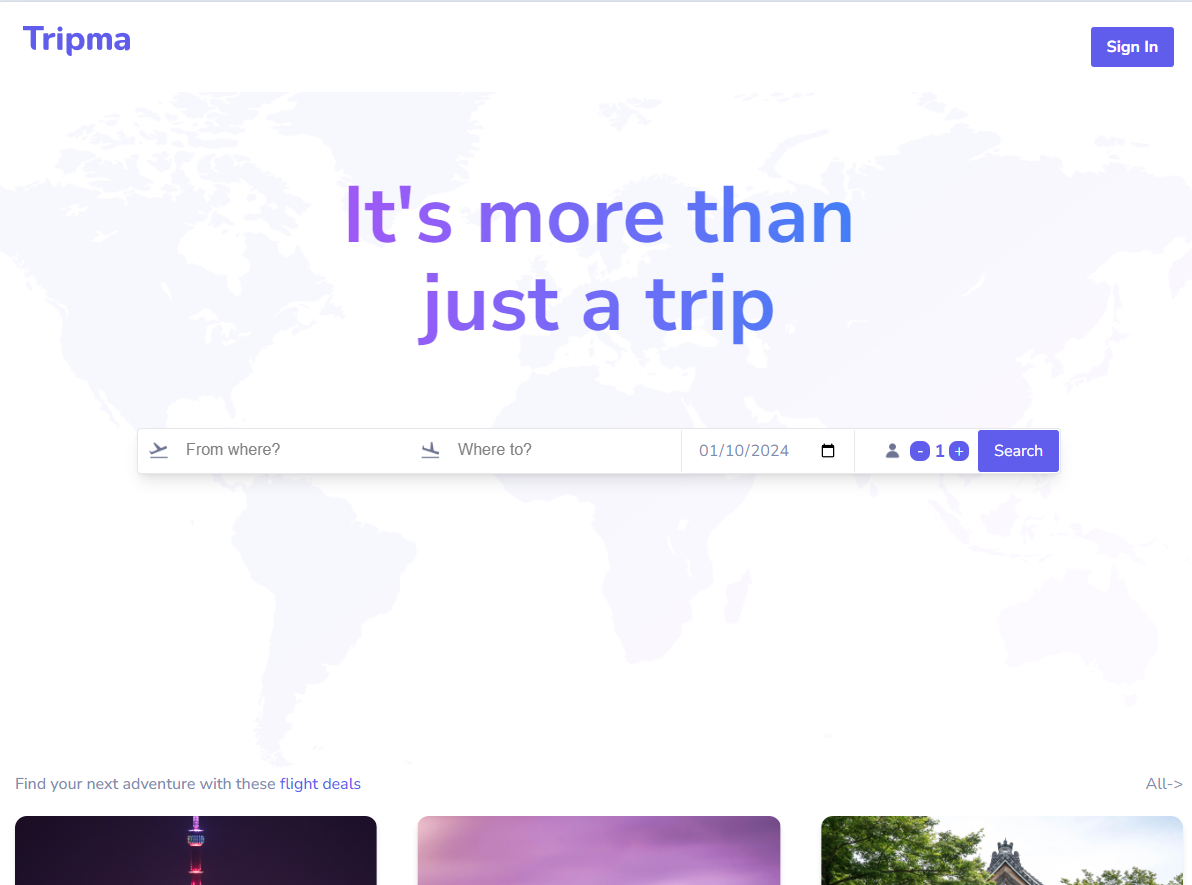 Tripma
Sign In
It's more than
just a trip
From where?
Where to?
01/10/2024
- 1 +
Search
Find your next adventure with these flight deals
All->